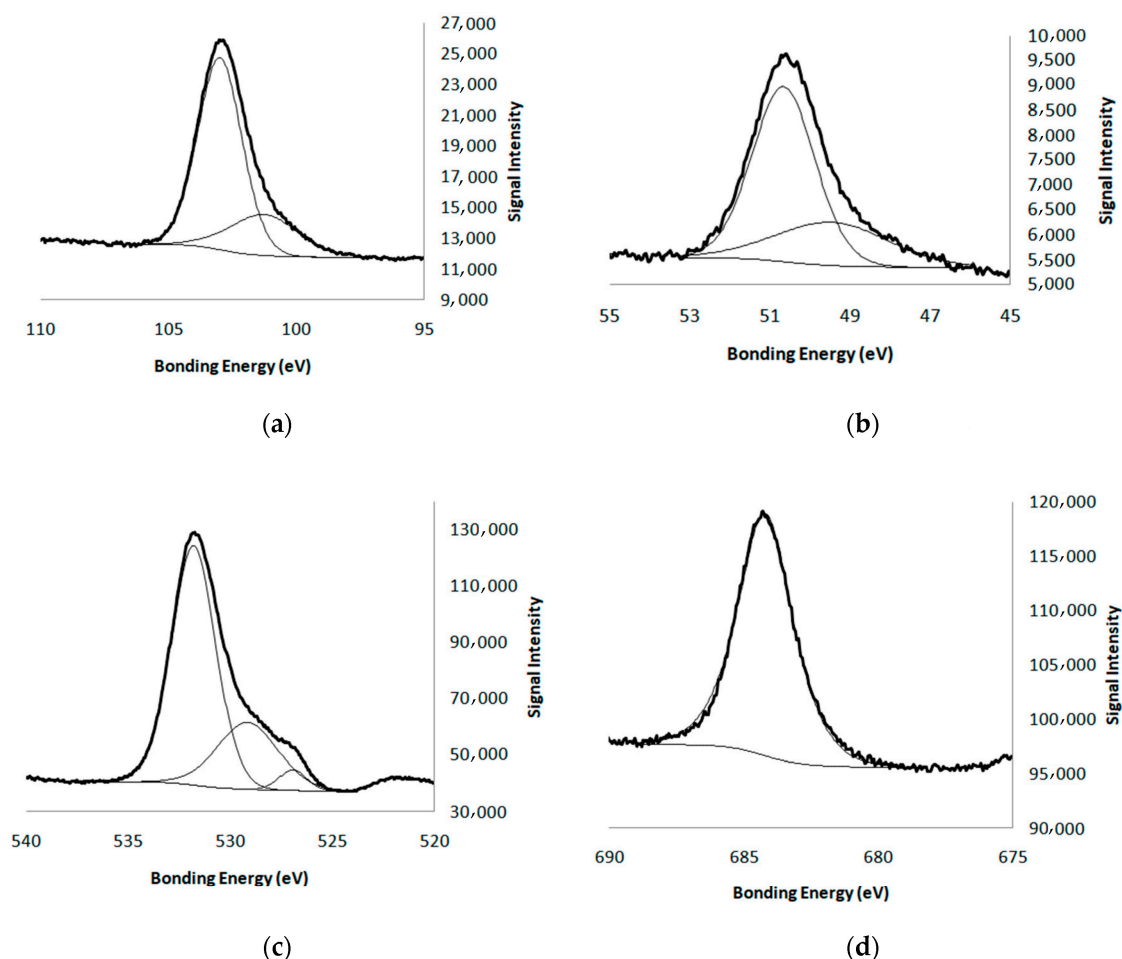 27,000
25,000
23,000
21,000
19,000
17,000
15,000
13,000
11,000
9,000
Signal Intensity
110 105 100 95
Bonding Energy (eV)
(a)
10,000
9,500
9,000
8,500
8,000
7,500
7,000
6,500
6,000
5,500
5,000
Signal Intensity
55 53 51 49 47 45
Bonding Energy (eV)
(b)
130,000
110,000
90,000
70,000
50,000
30,000
Signal Intensity
540 535 530 525 520
Bonding Energy (eV)
(c)
120,000
115,000
110,000
105,000
100,000
95,000
90,000
Signal Intensity
690 685 680 675
Bonding Energy (eV)
(d)